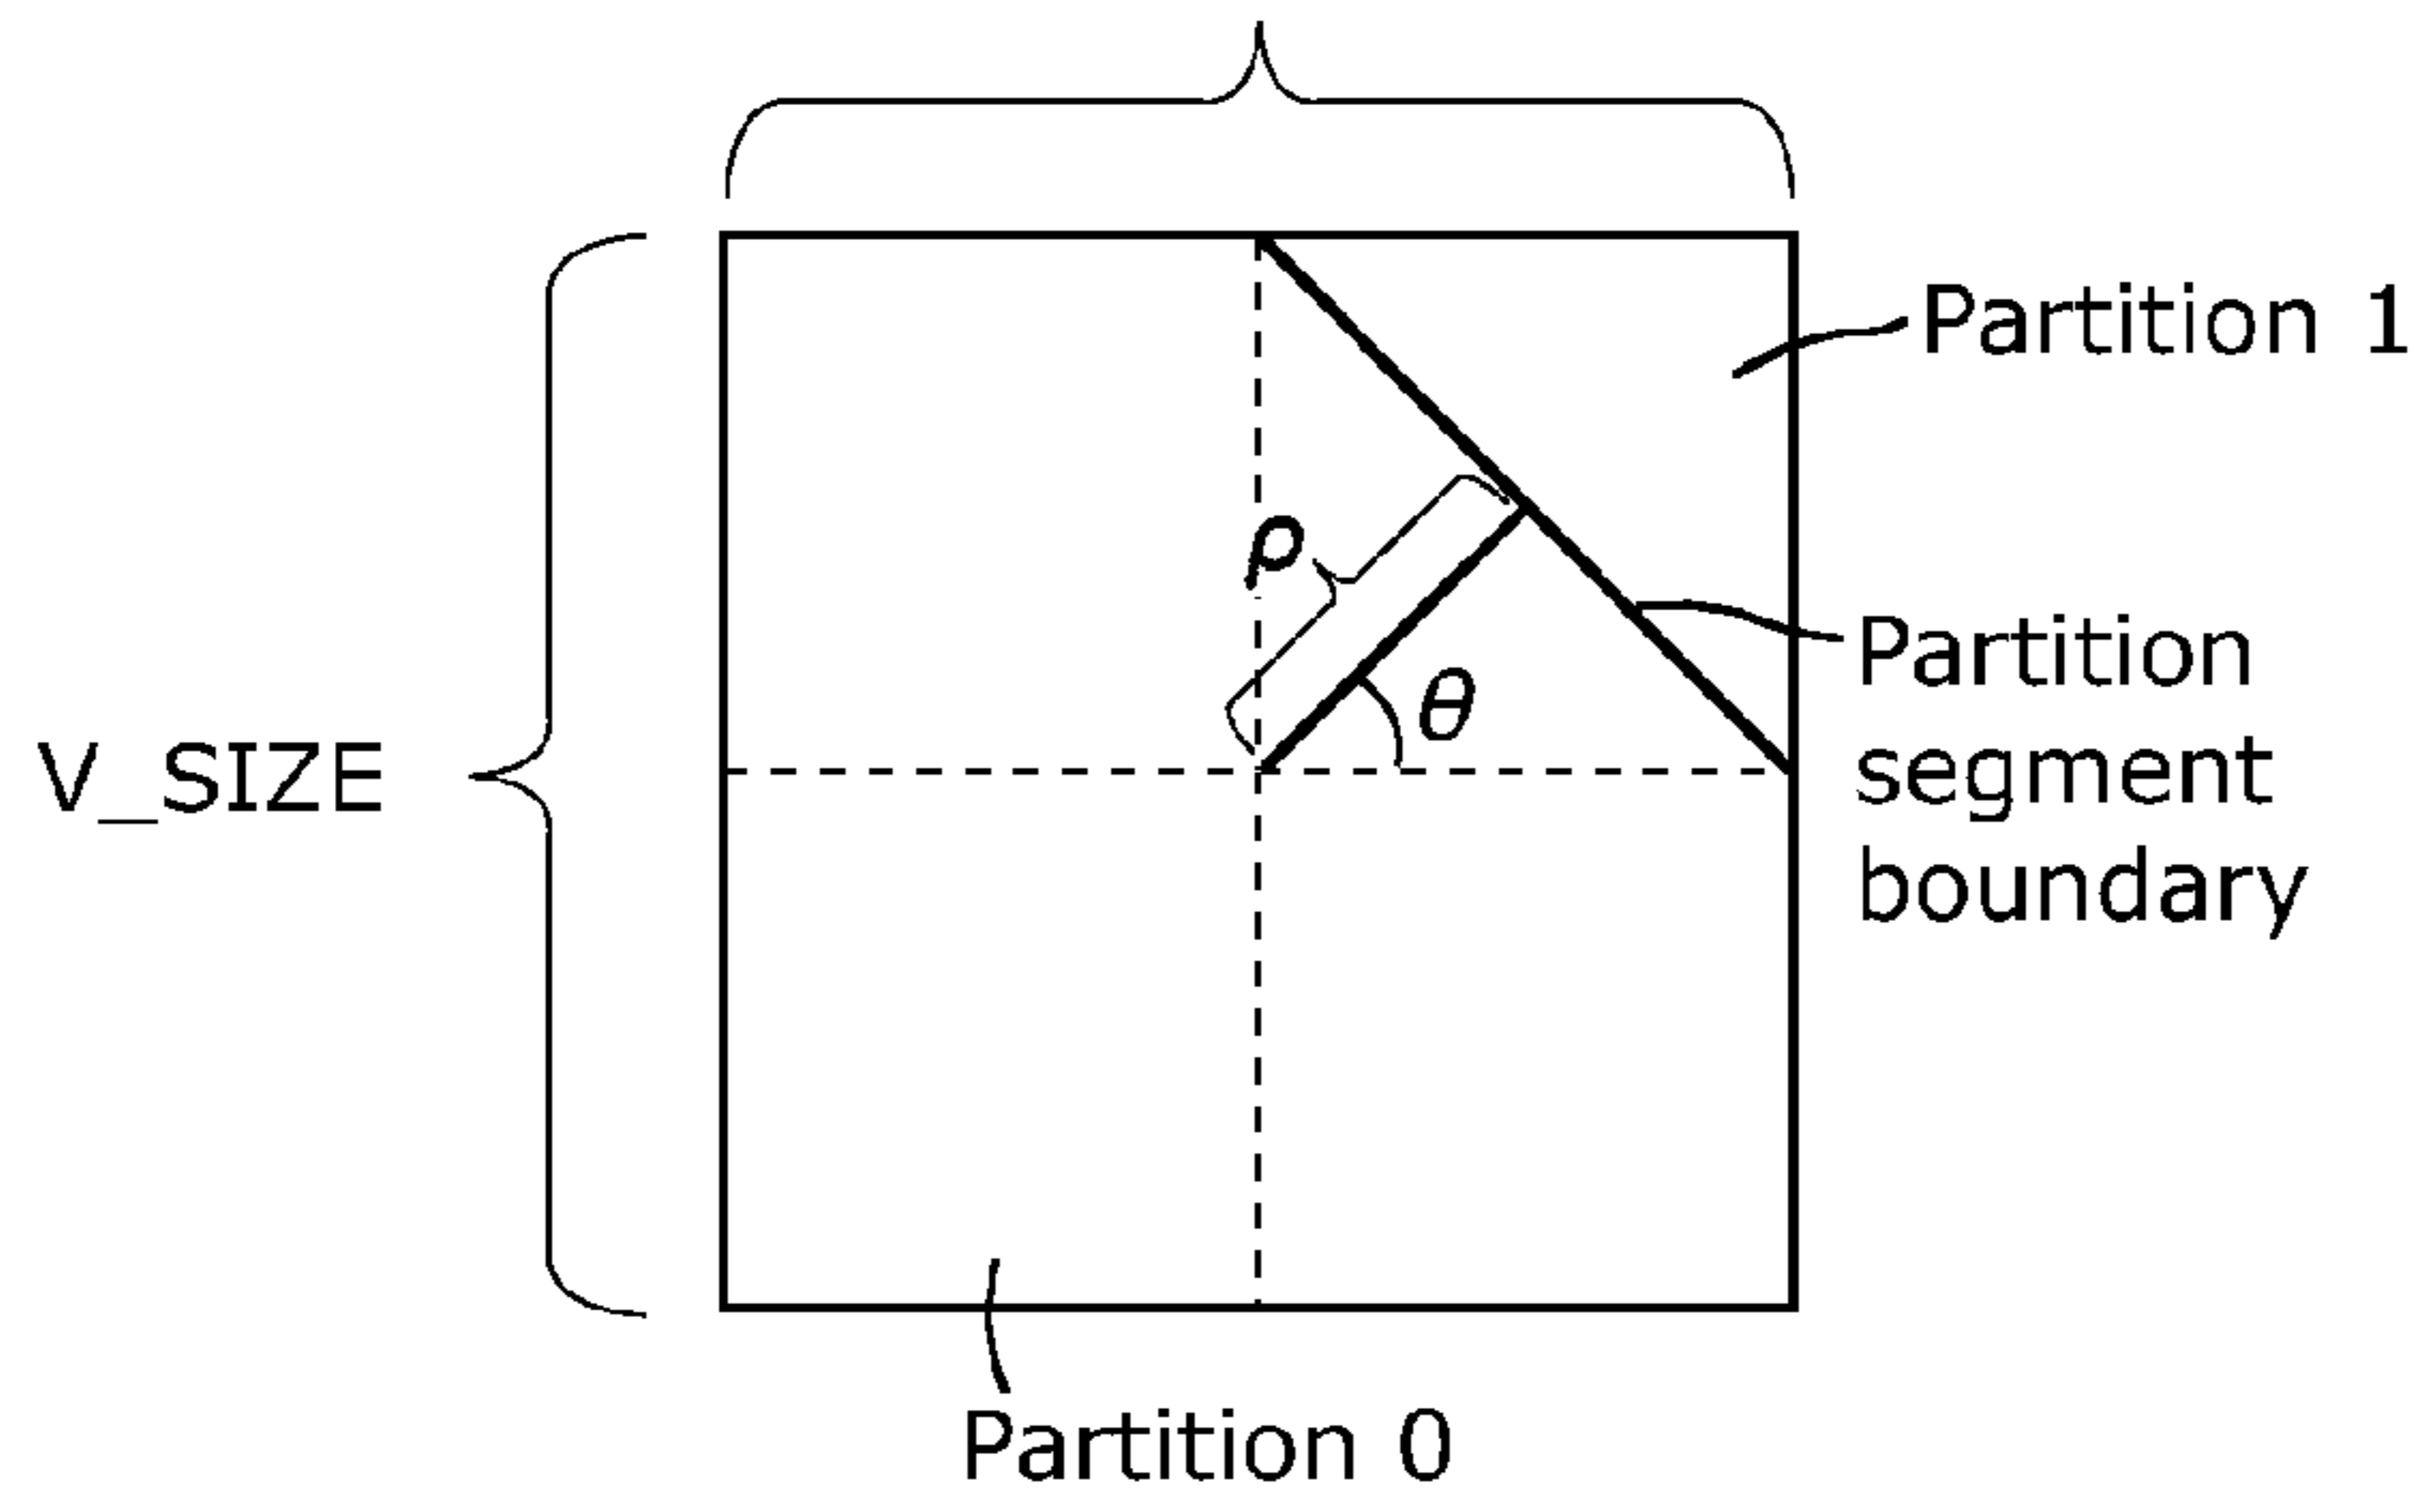 Partition 1
ρ
θ
Partition
segment
boundary
V_SIZE
Partition 0